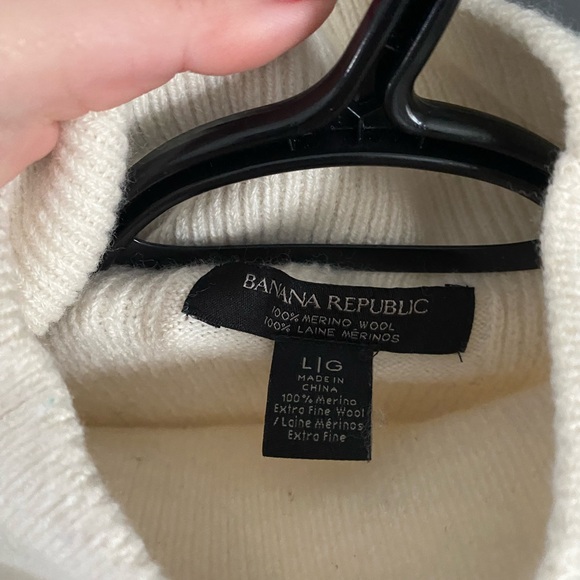 BANANA REPUBLIC
100% MERINO WOOL
100% LAINE MÉRINOS
L|G
MADE IN
CHINA
100% Merino
Extra Fine Wool
/ Laine Mérinos
Extra Fine